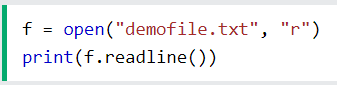 f = open("demofile.txt", "r")
print(f.readline())